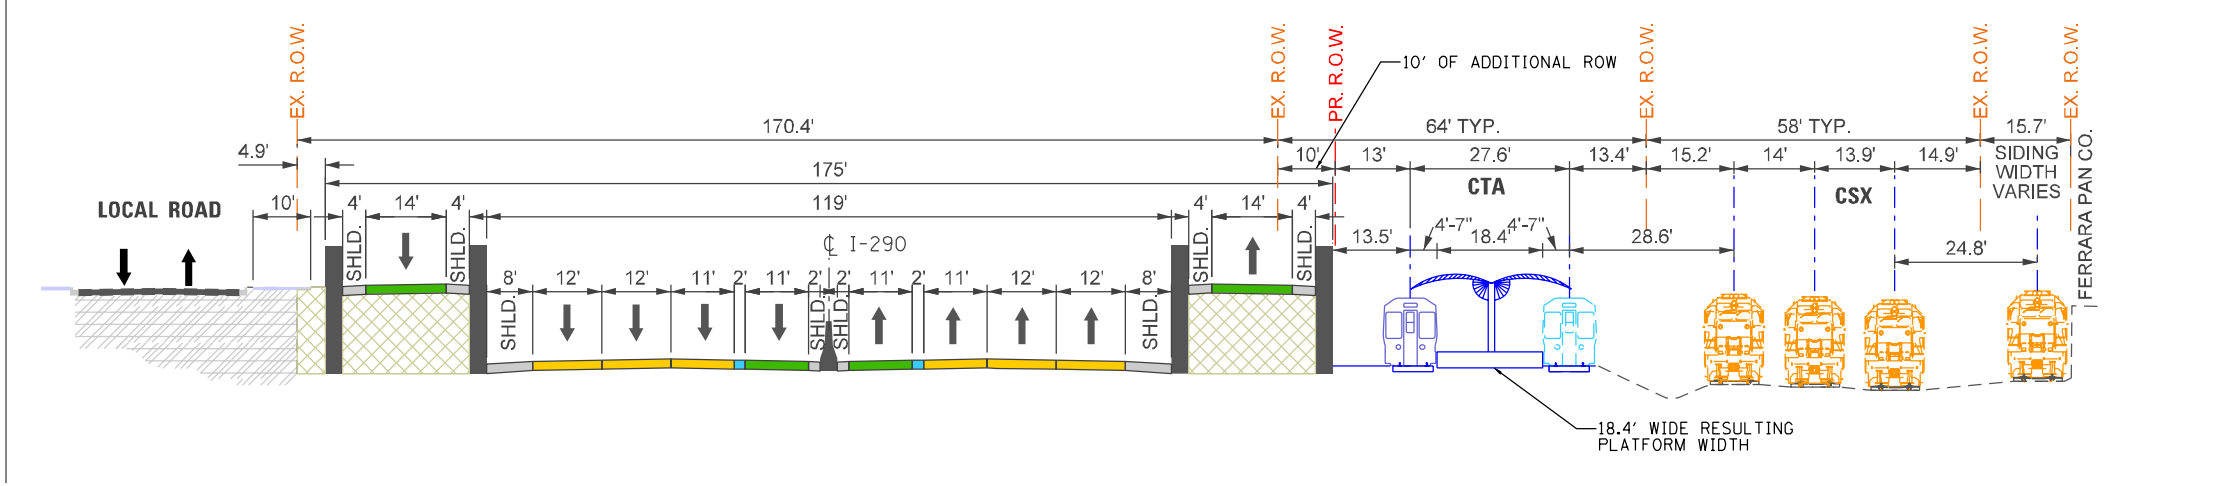 EX. R.O.W.
EX. R.O.W.
PR. R.O.W.
EX. R.O.W.
EX. R.O.W.
EX. R.O.W.
10' OF ADDITIONAL ROW
170.4'
64' TYP.
58' TYP.
15.7'
4.9'
175'
10'
13'
27.6'
13.4'
15.2'
14'
13.9'
14.9'
SIDING
WIDTH
VARIES
CTA
CSX
FERRARA PAN CO.
LOCAL ROAD
10'
4'
14'
4'
119'
4'
14'
4'
SHLD.
SHLD.
SHLD.
SHLD.
℄ I-290
13.5'
4'-7"
18.4'
4'-7"
28.6'
24.8'
8'
12'
12'
11'
2'
11'
2'
2'
11'
2'
11'
12'
12'
8'
SHLD.
SHLD.
SHLD.
SHLD.
18.4' WIDE RESULTING
PLATFORM WIDTH